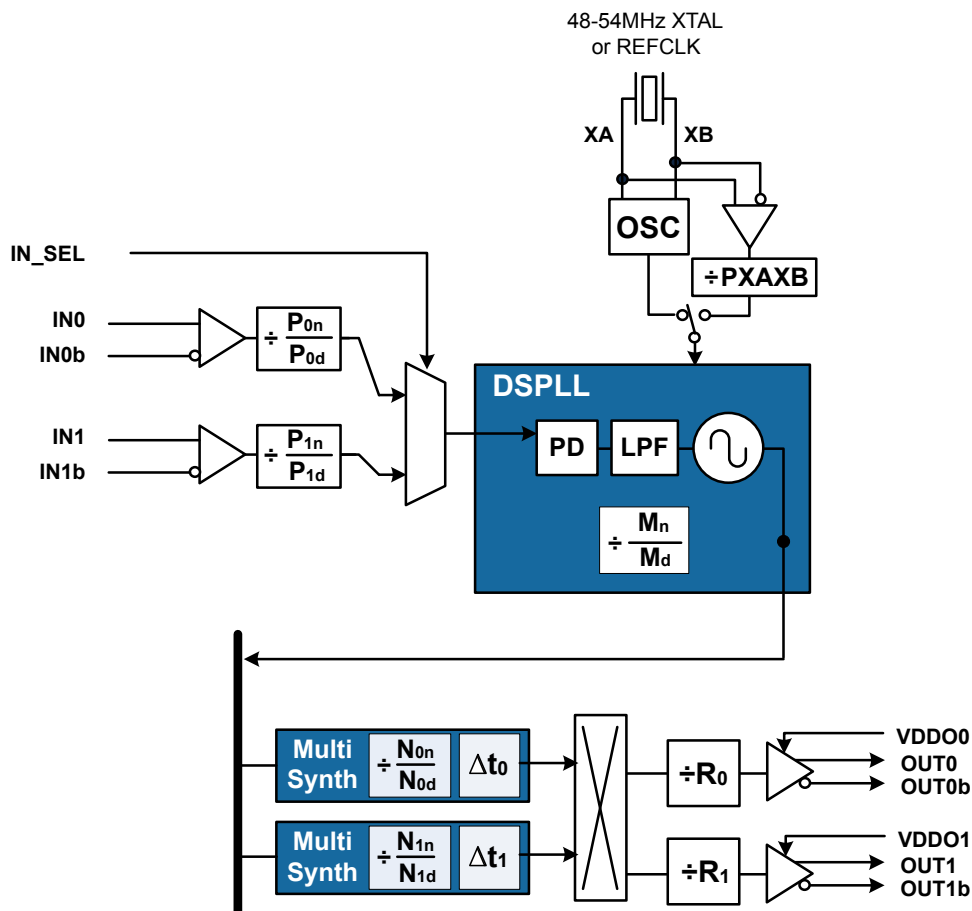 48-54MHz XTAL
or REFCLK
XA
XB
OSC
÷PXAXB
IN_SEL
IN0
IN0b
÷ P0n
P0d
IN1
IN1b
÷ P1n
P1d
DSPLL
PD
LPF
÷ Mn
Md
Multi
Synth
÷ N0n
N0d
Δt0
Multi
Synth
÷ N1n
N1d
Δt1
÷R0
÷R1
VDDO0
OUT0
OUT0b
VDDO1
OUT1
OUT1b